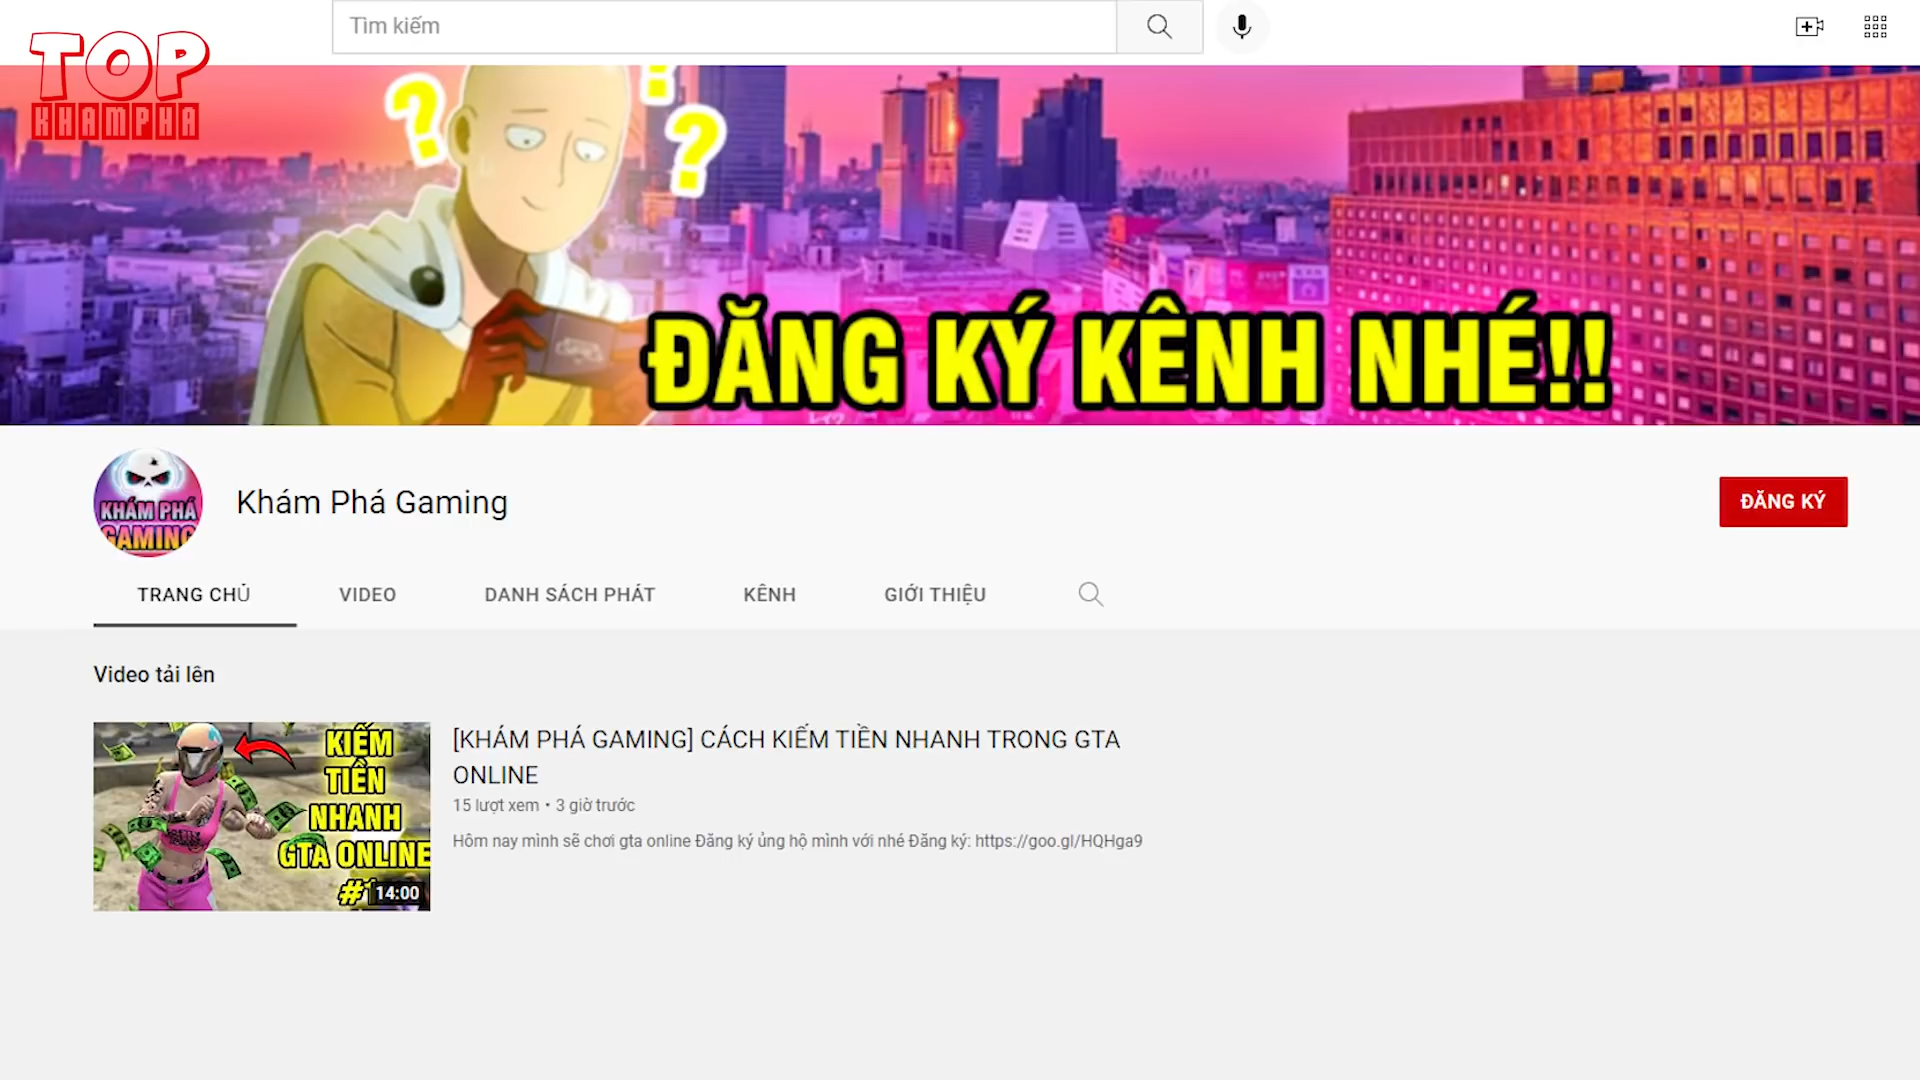 TOP
KHAMPHA
Tìm kiếm
ĐĂNG KÝ KÊNH NHÉ!!
KHÁM PHÁ
GAMING
Khám Phá Gaming
ĐĂNG KÝ
TRANG CHỦ
VIDEO
DANH SÁCH PHÁT
KÊNH
GIỚI THIỆU
Video tải lên
KIẾM
TIỀN
NHANH
GTA ONLINE
14:00
[KHÁM PHÁ GAMING] CÁCH KIẾM TIỀN NHANH TRONG GTA
ONLINE
15 lượt xem • 3 giờ trước
Hôm nay mình sẽ chơi gta online Đăng ký ủng hộ mình với nhé Đăng ký: https://goo.gl/HQHga9